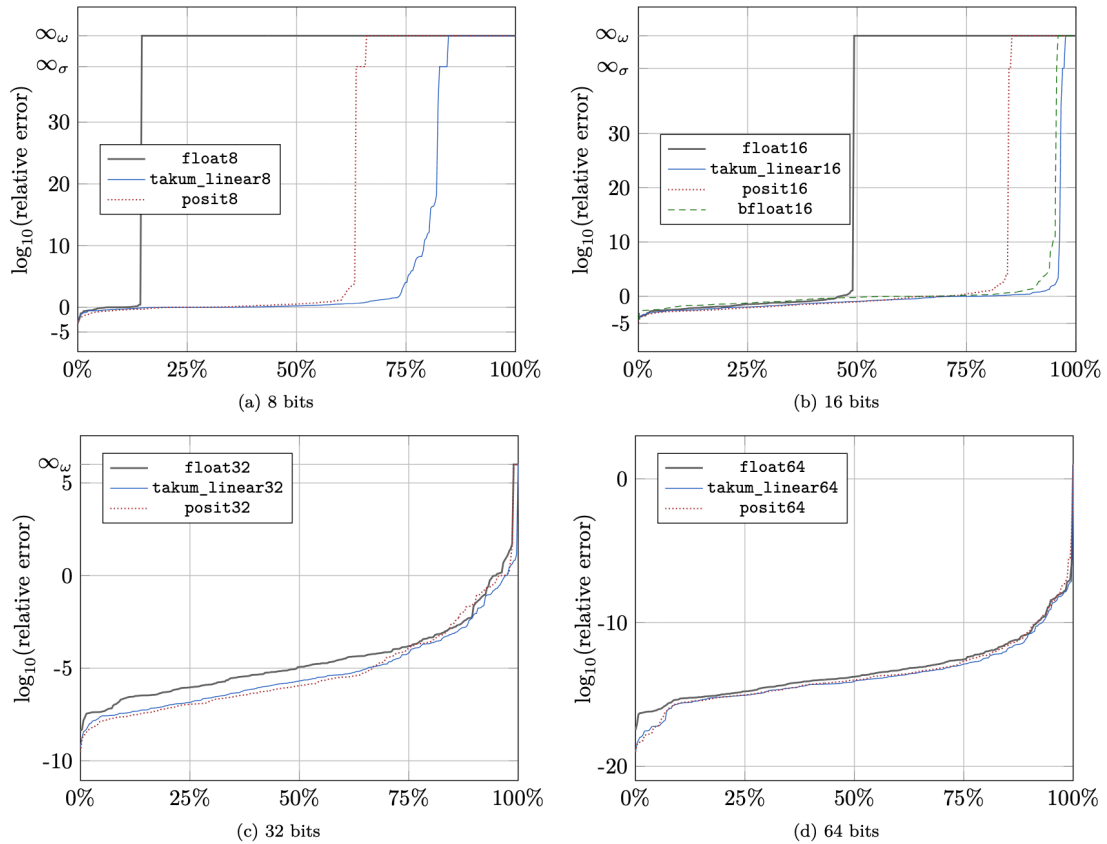 ∞ω
∞σ
30
20
10
0
-5
log10(relative error)
float8
takum_linear8
posit8
0%
25%
50%
75%
100%
(a) 8 bits
∞ω
∞σ
30
20
10
0
-5
log10(relative error)
float16
takum_linear16
posit16
bfloat16
0%
25%
50%
75%
100%
(b) 16 bits
∞ω
5
0
-5
-10
log10(relative error)
float32
takum_linear32
posit32
0%
25%
50%
75%
100%
(c) 32 bits
0
-10
-20
log10(relative error)
float64
takum_linear64
posit64
0%
25%
50%
75%
100%
(d) 64 bits